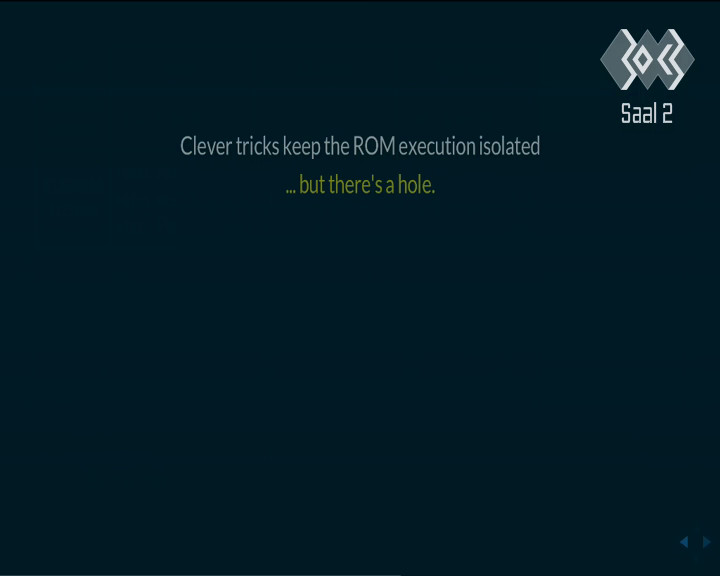 Saal 2
Clever tricks keep the ROM execution isolated
... but there's a hole.